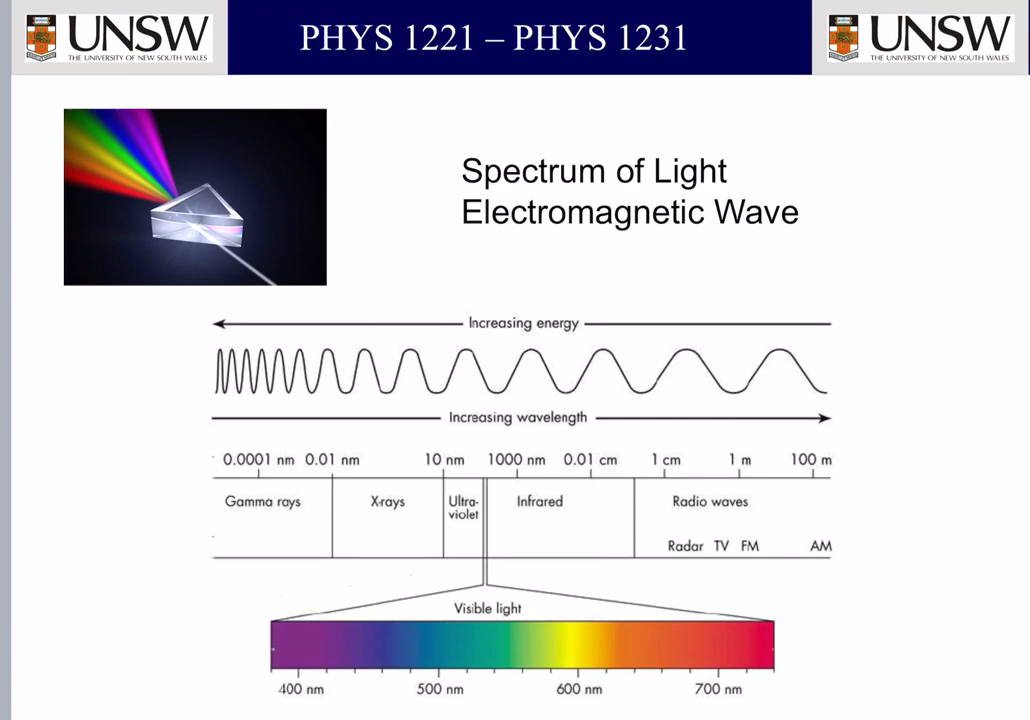 UNSW
THE UNIVERSITY OF NEW SOUTH WALES
PHYS 1221 – PHYS 1231
UNSW
THE UNIVERSITY OF NEW SOUTH WALES
Spectrum of Light
Electromagnetic Wave
Increasing energy
Increasing wavelength
0.0001 nm 0.01 nm 10 nm 1000 nm 0.01 cm 1 cm 1 m 100 m
Gamma rays X-rays Ultra-
violet Infrared Radio waves
Radar TV FM AM
Visible light
400 nm 500 nm 600 nm 700 nm